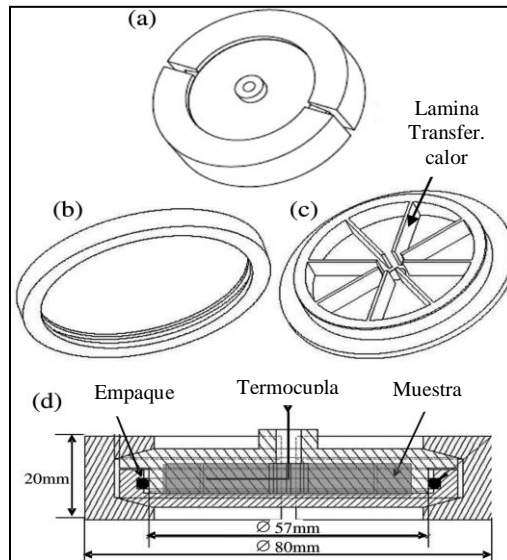 (a)
Lamina
Transfer.
calor
(b)
(c)
(d)
Empaque
Termocupla
Muestra
20mm
∅ 57mm
∅ 80mm